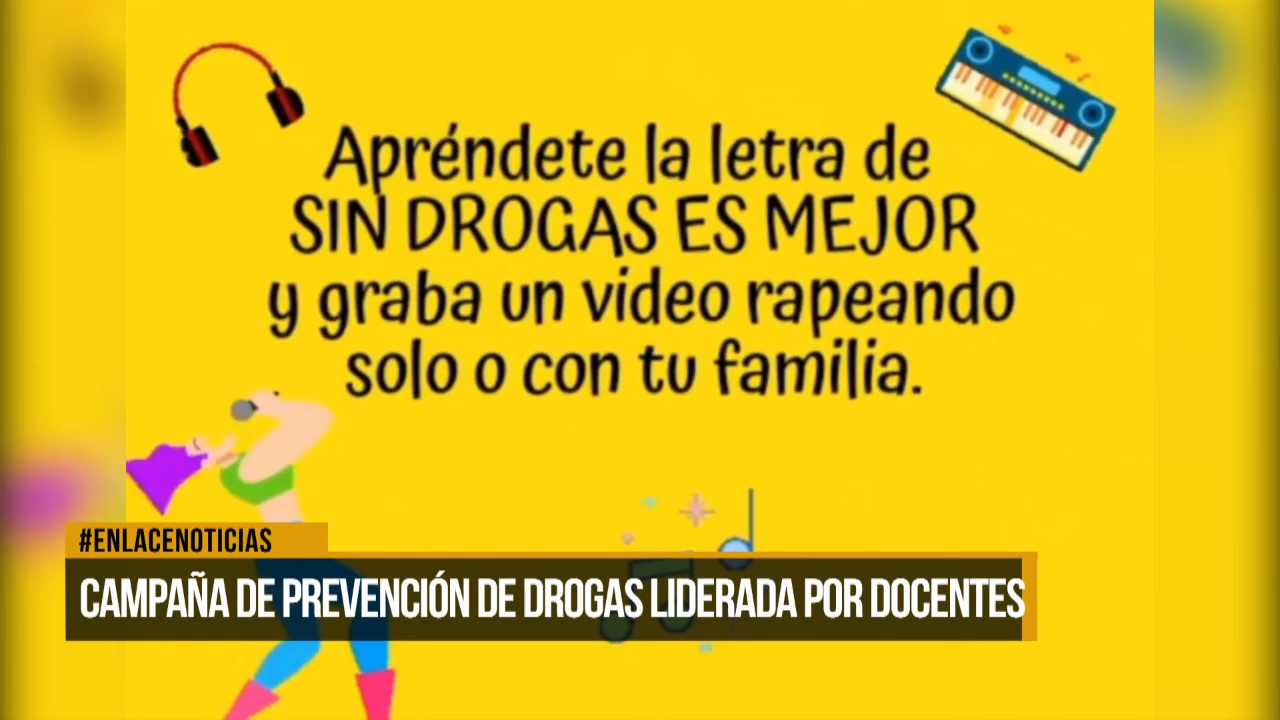 Apréndete la letra de
SIN DROGAS ES MEJOR
y graba un video rapeando
solo o con tu familia.
#ENLACENOTICIAS
CAMPAÑA DE PREVENCIÓN DE DROGAS LIDERADA POR DOCENTES